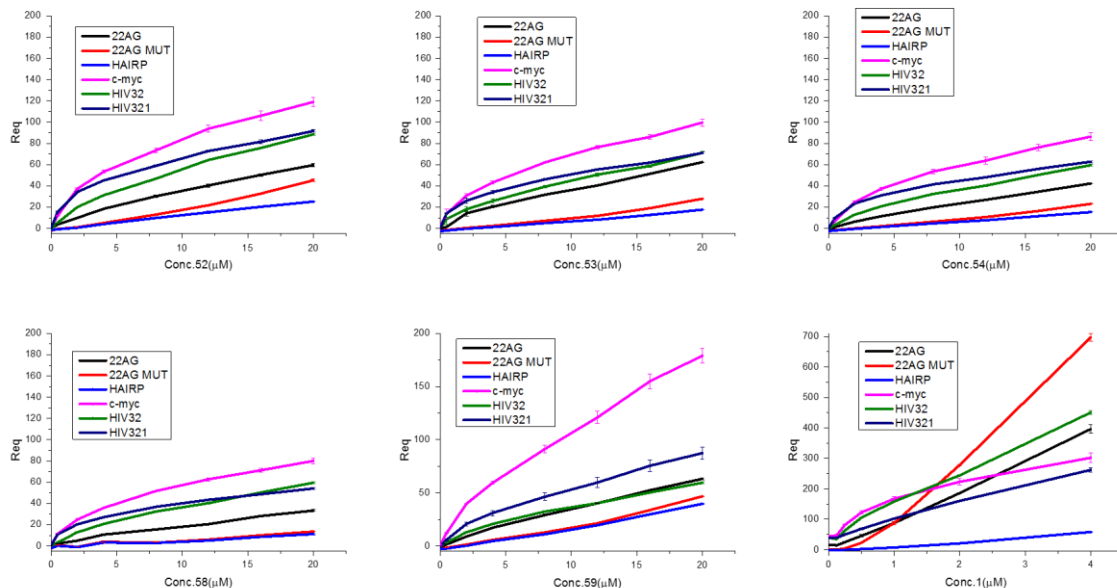 200
180
160
140
120
100
80
60
40
20
0
Req
22AG
22AG MUT
HAIRP
c-myc
HIV32
HIV321
0 5 10 15 20
Conc.52(μM)
200
180
160
140
120
100
80
60
40
20
0
Req
22AG
22AG MUT
HAIRP
c-myc
HIV32
HIV321
0 5 10 15 20
Conc.53(μM)
200
180
160
140
120
100
80
60
40
20
0
Req
22AG
22AG MUT
HAIRP
c-myc
HIV32
HIV321
0 5 10 15 20
Conc.54(μM)
200
180
160
140
120
100
80
60
40
20
0
Req
22AG
22AG MUT
HAIRP
c-myc
HIV32
HIV321
0 5 10 15 20
Conc.58(μM)
200
150
100
50
0
Req
22AG
22AG MUT
HAIRP
c-myc
HIV32
HIV321
0 5 10 15 20
Conc.59(μM)
700
600
500
400
300
200
100
0
Req
22AG
22AG MUT
HAIRP
c-myc
HIV32
HIV321
0 1 2 3 4
Conc.1(μM)